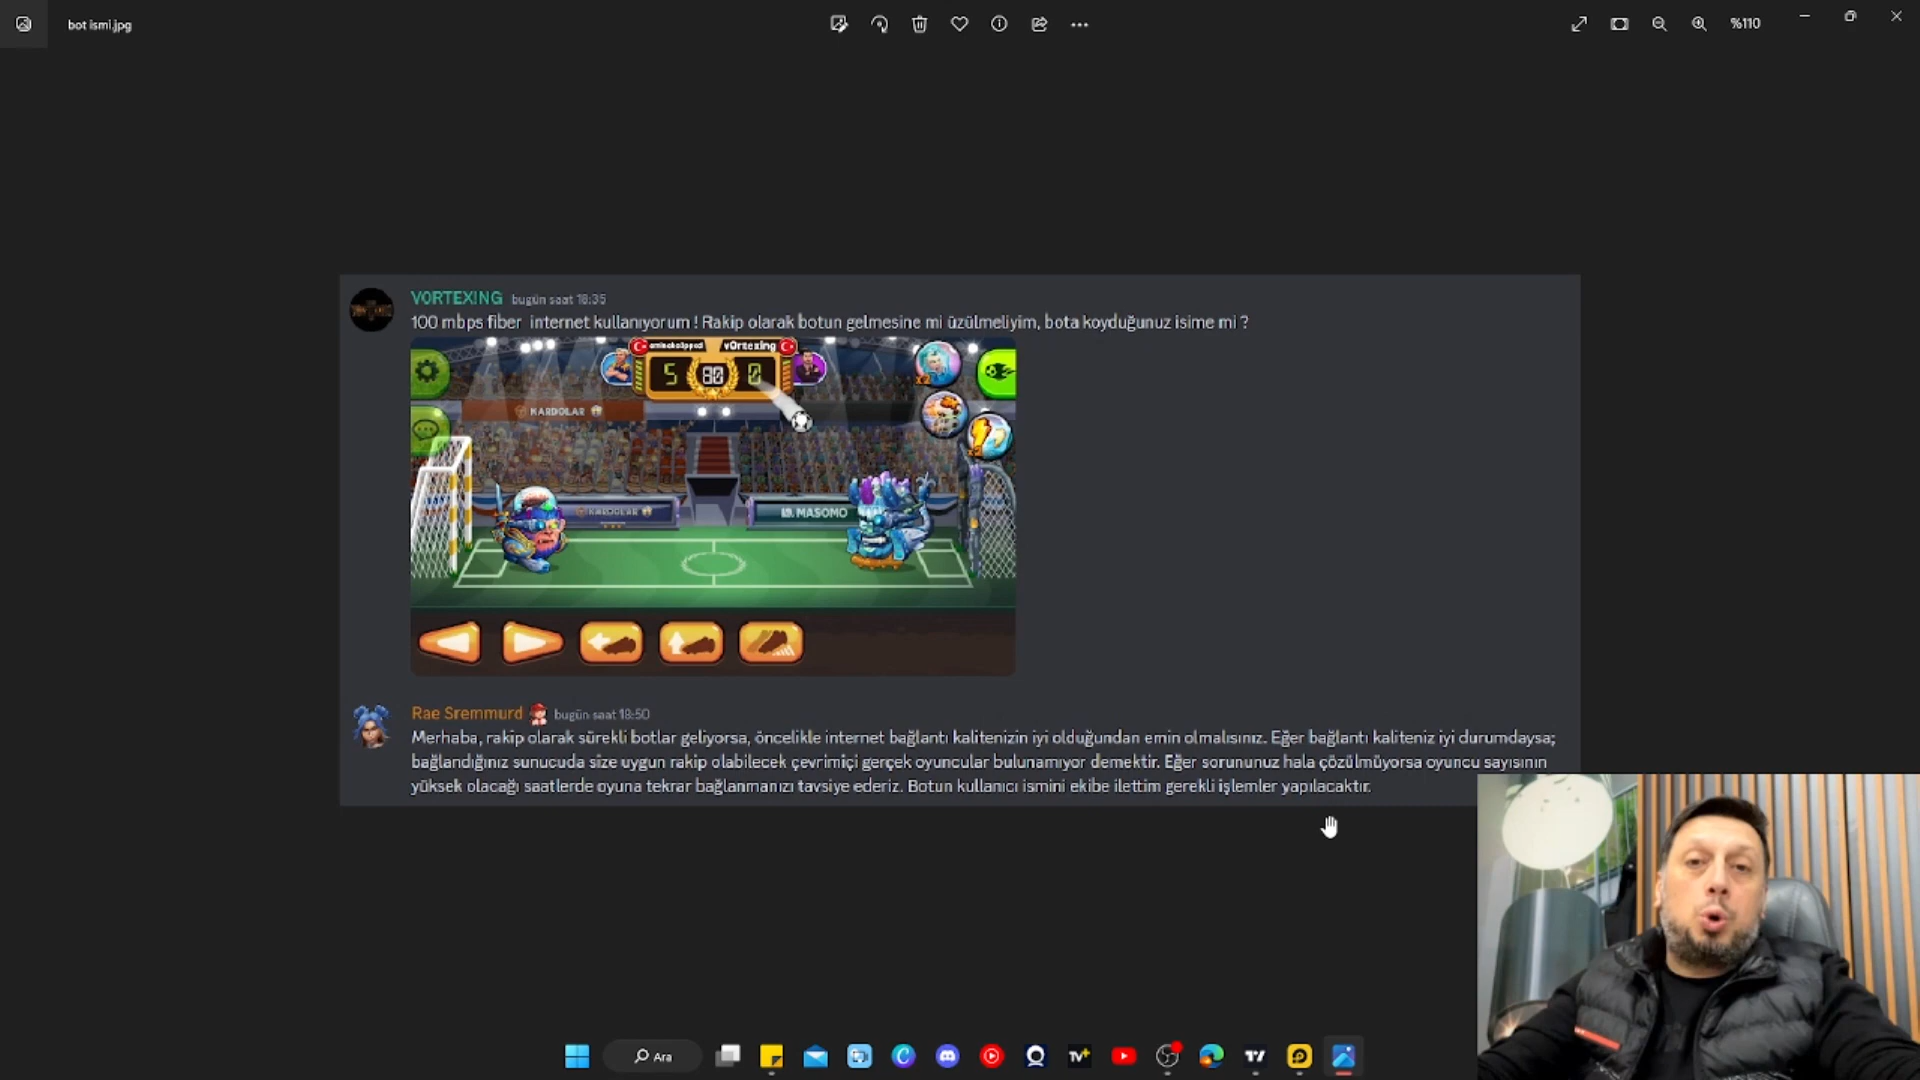 bot ismi.jpg
%110
VORTEXING bugün saat 18:35
100 mbps fiber internet kullanıyorum ! Rakip olarak botun gelmesine mi üzülmeliyim, bota koyduğunuz isime mi ?
v0rtexing
5 80 0
x2
KAFADOLAR
MASOMO
Rae Sremmurd bugün saat 18:50
Merhaba, rakip olarak sürekli botlar geliyorsa, öncelikle internet bağlantı kalitenizin iyi olduğundan emin olmalısınız. Eğer bağlantı kaliteniz iyi durumdaysa;
bağlandığınız sunucuda size uygun rakip olabilecek çevrimiçi gerçek oyuncular bulunamıyor demektir. Eğer sorununuz hala çözülmüyorsa oyuncu sayısının
yüksek olacağı saatlerde oyuna tekrar bağlanmanızı tavsiye ederiz. Botun kullanıcı ismini ekibe ilettim gerekli işlemler yapılacaktır.
Ara
TV+